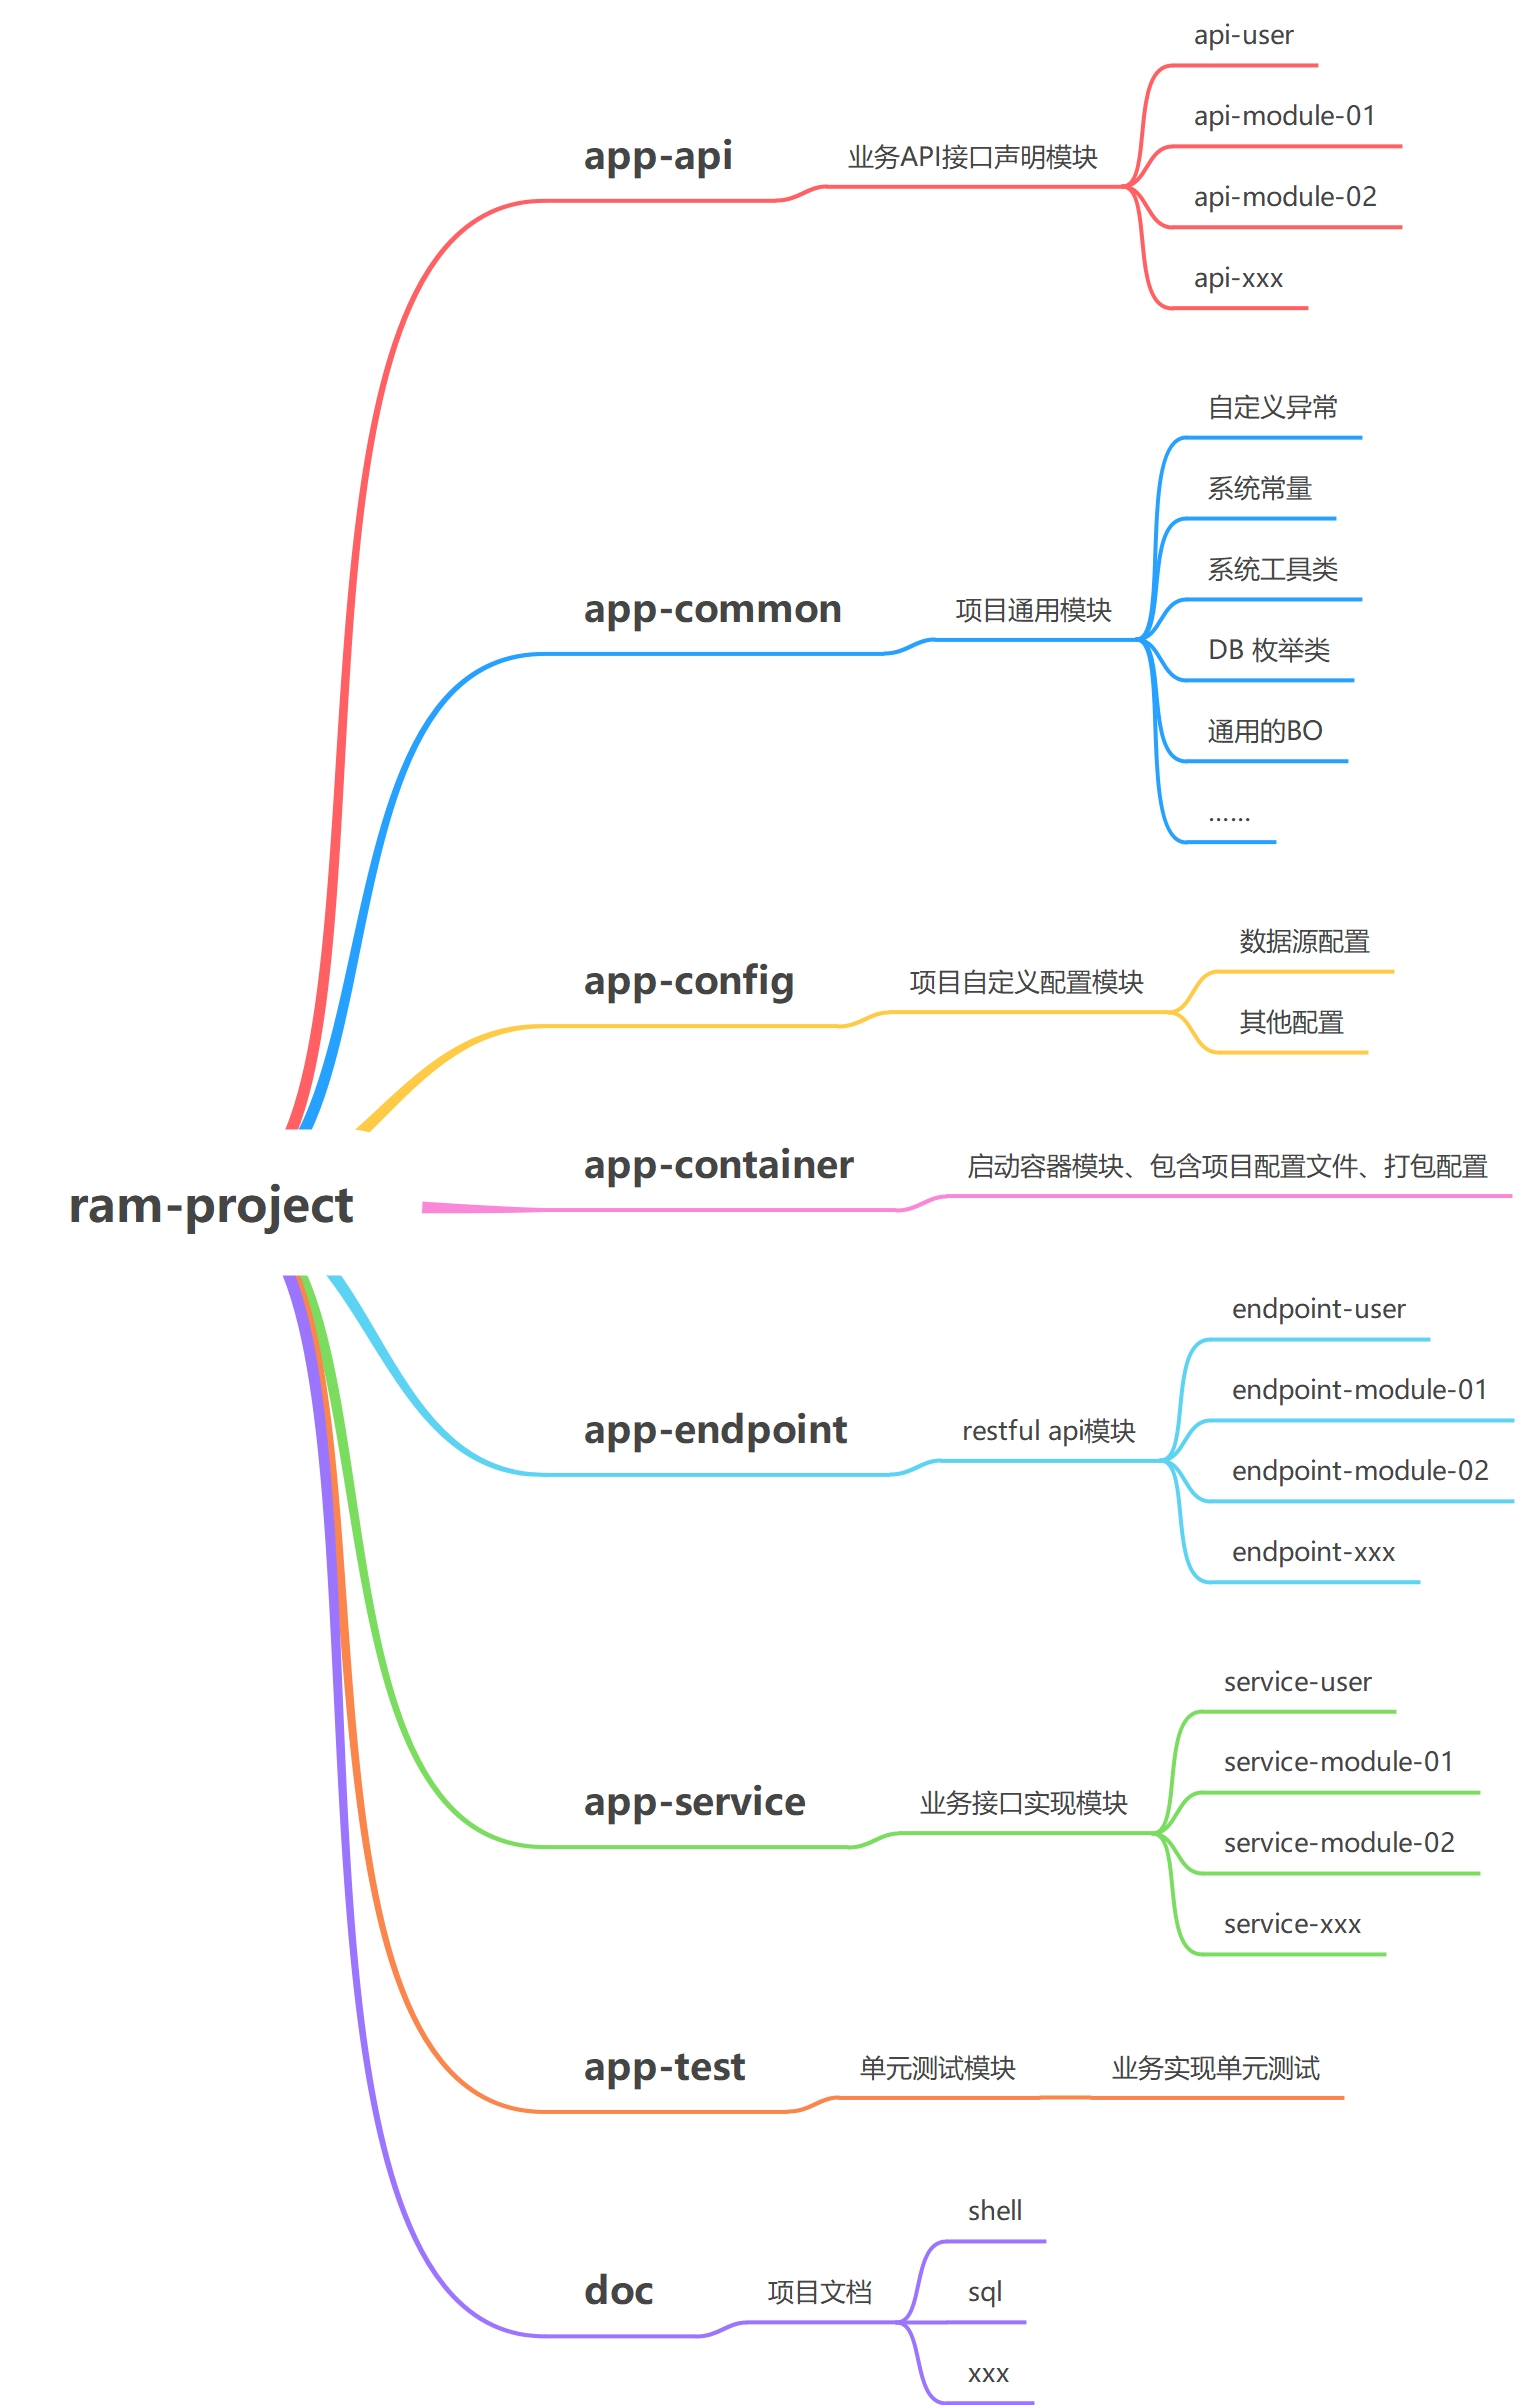 ram-project
app-api
业务API接口声明模块
api-user
api-module-01
api-module-02
api-xxx
app-common
项目通用模块
自定义异常
系统常量
系统工具类
DB 枚举类
通用的BO
......
app-config
项目自定义配置模块
数据源配置
其他配置
app-container
启动容器模块、包含项目配置文件、打包配置
app-endpoint
restful api模块
endpoint-user
endpoint-module-01
endpoint-module-02
endpoint-xxx
app-service
业务接口实现模块
service-user
service-module-01
service-module-02
service-xxx
app-test
单元测试模块
业务实现单元测试
doc
项目文档
shell
sql
xxx